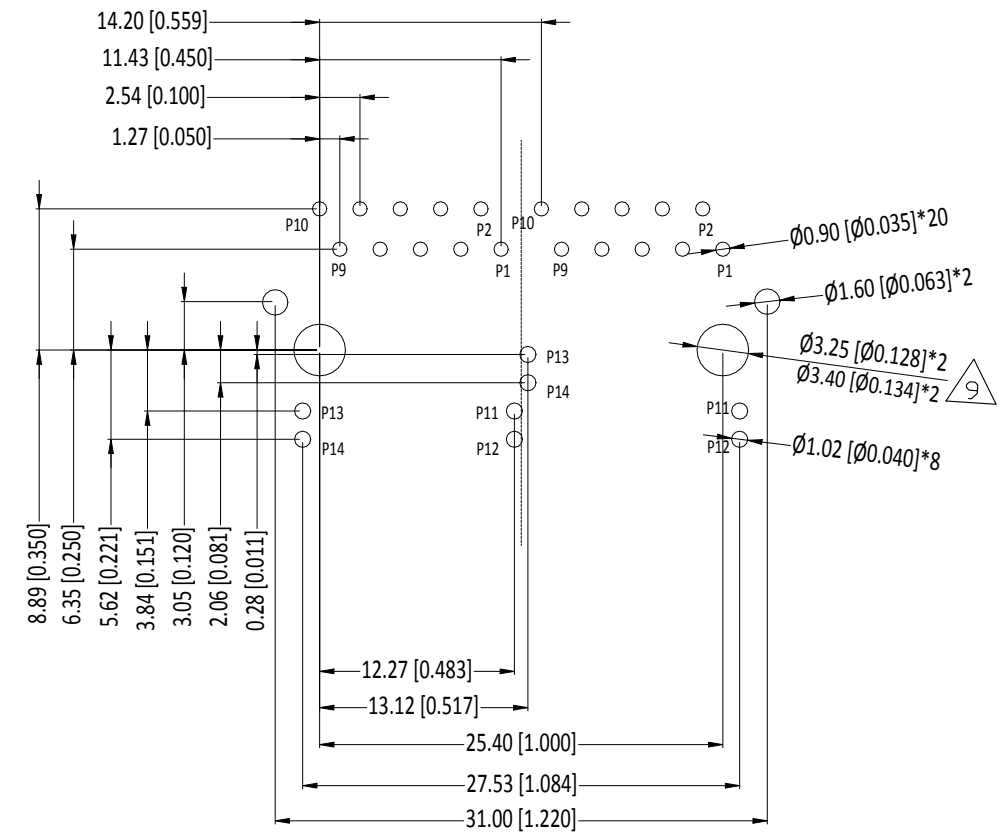 14.20 [0.559]
11.43 [0.450]
2.54 [0.100]
1.27 [0.050]
P10
P2
P10
P2
P9
P1
P9
P1
Ø0.90 [Ø0.035]*20
Ø1.60 [Ø0.063]*2
Ø3.25 [Ø0.128]*2
Ø3.40 [Ø0.134]*2
9
P13
P14
P13
P14
P11
P12
P11
P12
Ø1.02 [Ø0.040]*8
8.89 [0.350]
6.35 [0.250]
5.62 [0.221]
3.84 [0.151]
3.05 [0.120]
2.06 [0.081]
0.28 [0.011]
12.27 [0.483]
13.12 [0.517]
25.40 [1.000]
27.53 [1.084]
31.00 [1.220]